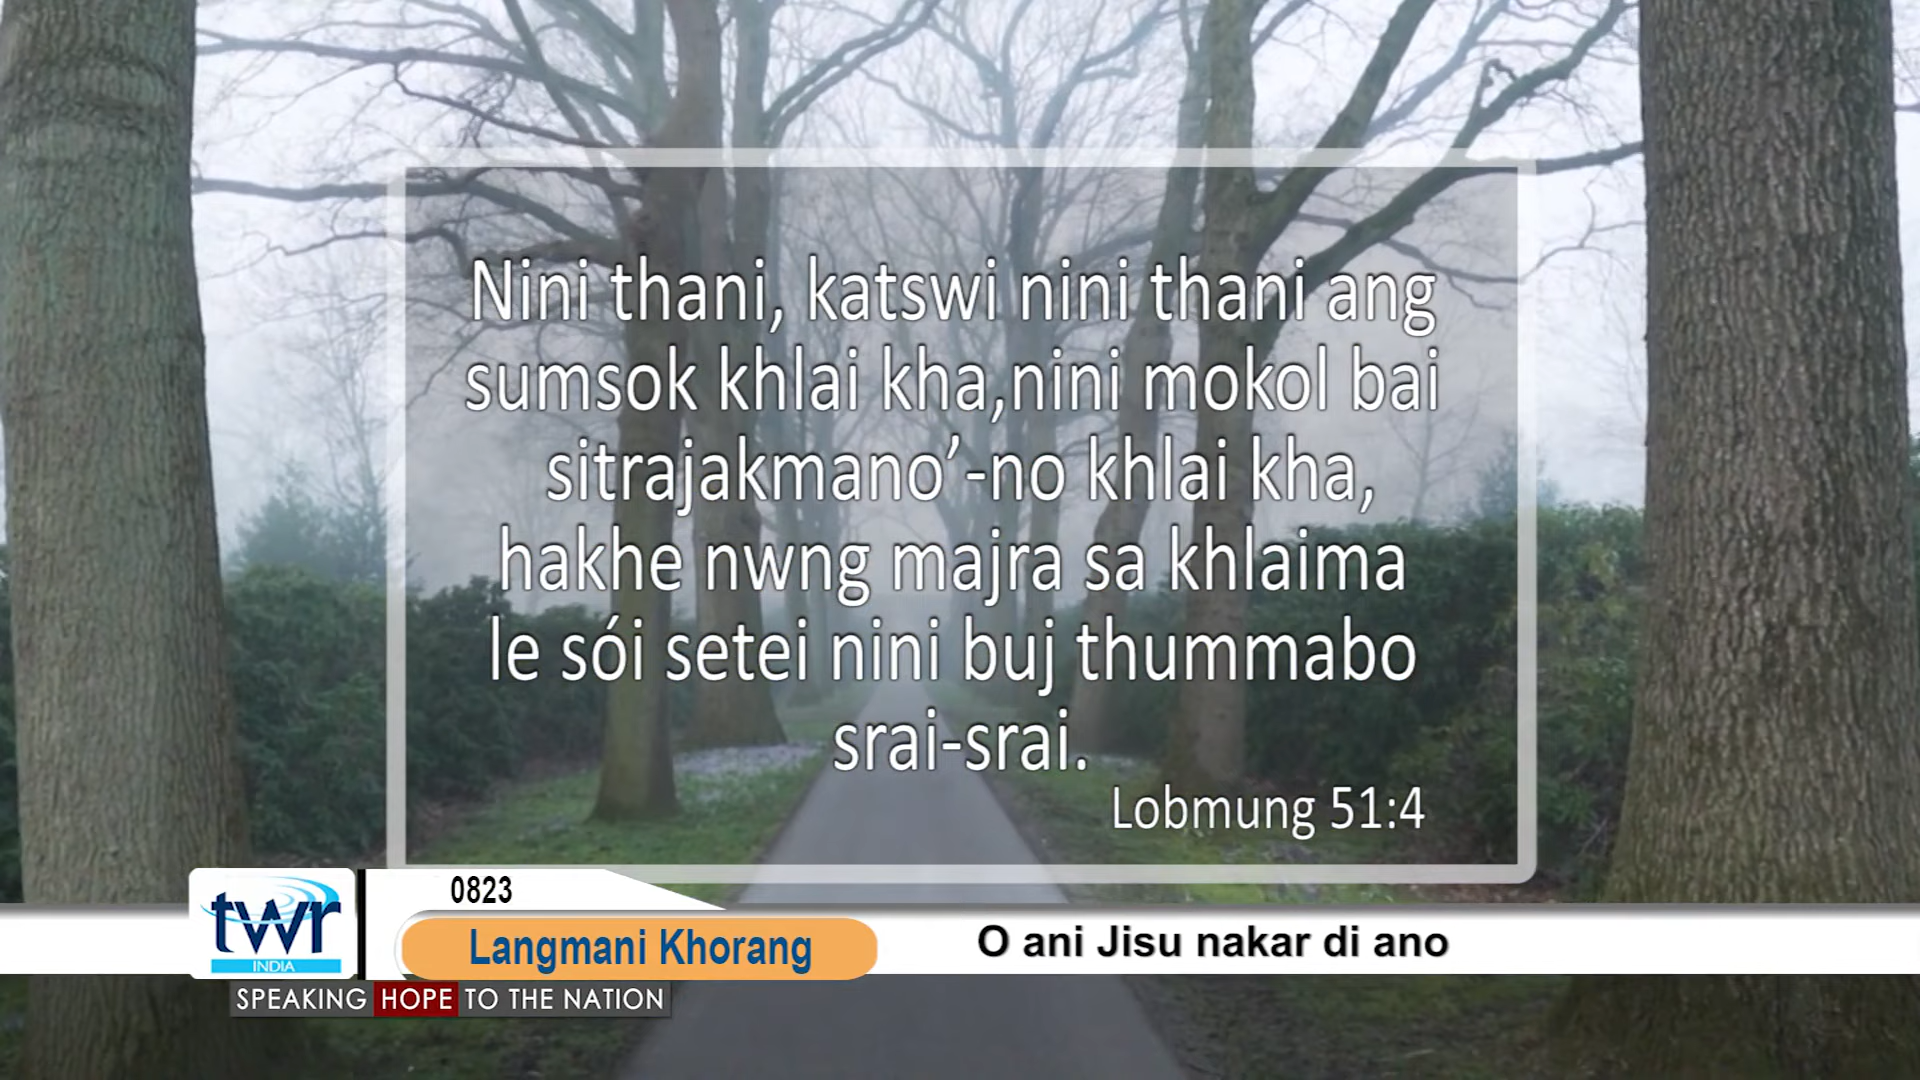 Nini thani, katswi nini thani ang
sumsok khlai kha,nini mokol bai
sitrajakmano’-no khlai kha,
hakhe nwng majra sa khlaima
le sói setei nini buj thummabo
srai-srai.
Lobmung 51:4
0823
twr
INDIA
Langmani Khorang
O ani Jisu nakar di ano
SPEAKING HOPE TO THE NATION